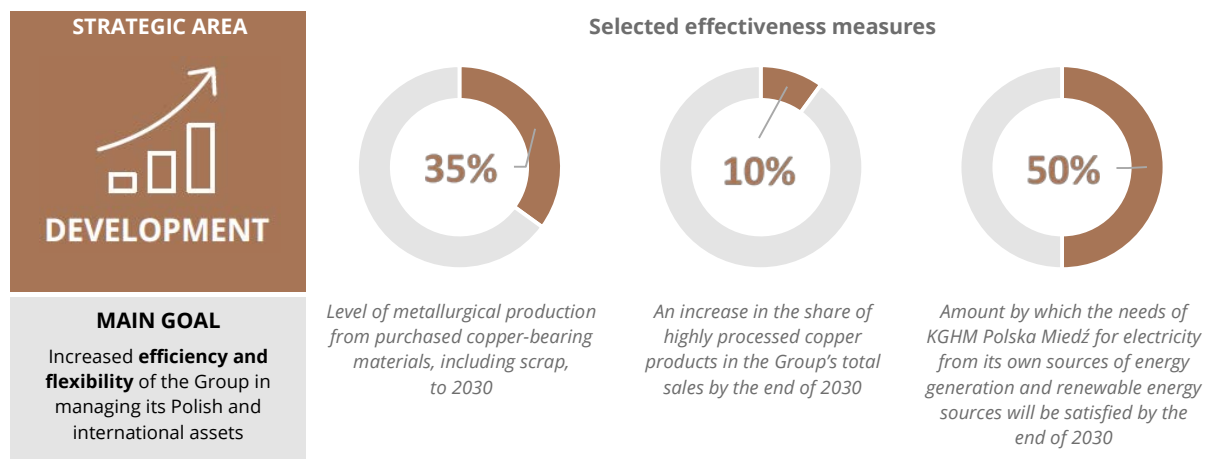 STRATEGIC AREA
DEVELOPMENT
MAIN GOAL
Increased efficiency and
flexibility of the Group in
managing its Polish and
international assets
Selected effectiveness measures
35%
Level of metallurgical production
from purchased copper-bearing
materials, including scrap,
to 2030
10%
An increase in the share of
highly processed copper
products in the Group's total
sales by the end of 2030
50%
Amount by which the needs of
KGHM Polska Miedź for electricity
from its own sources of energy
generation and renewable energy
sources will be satisfied by the
end of 2030